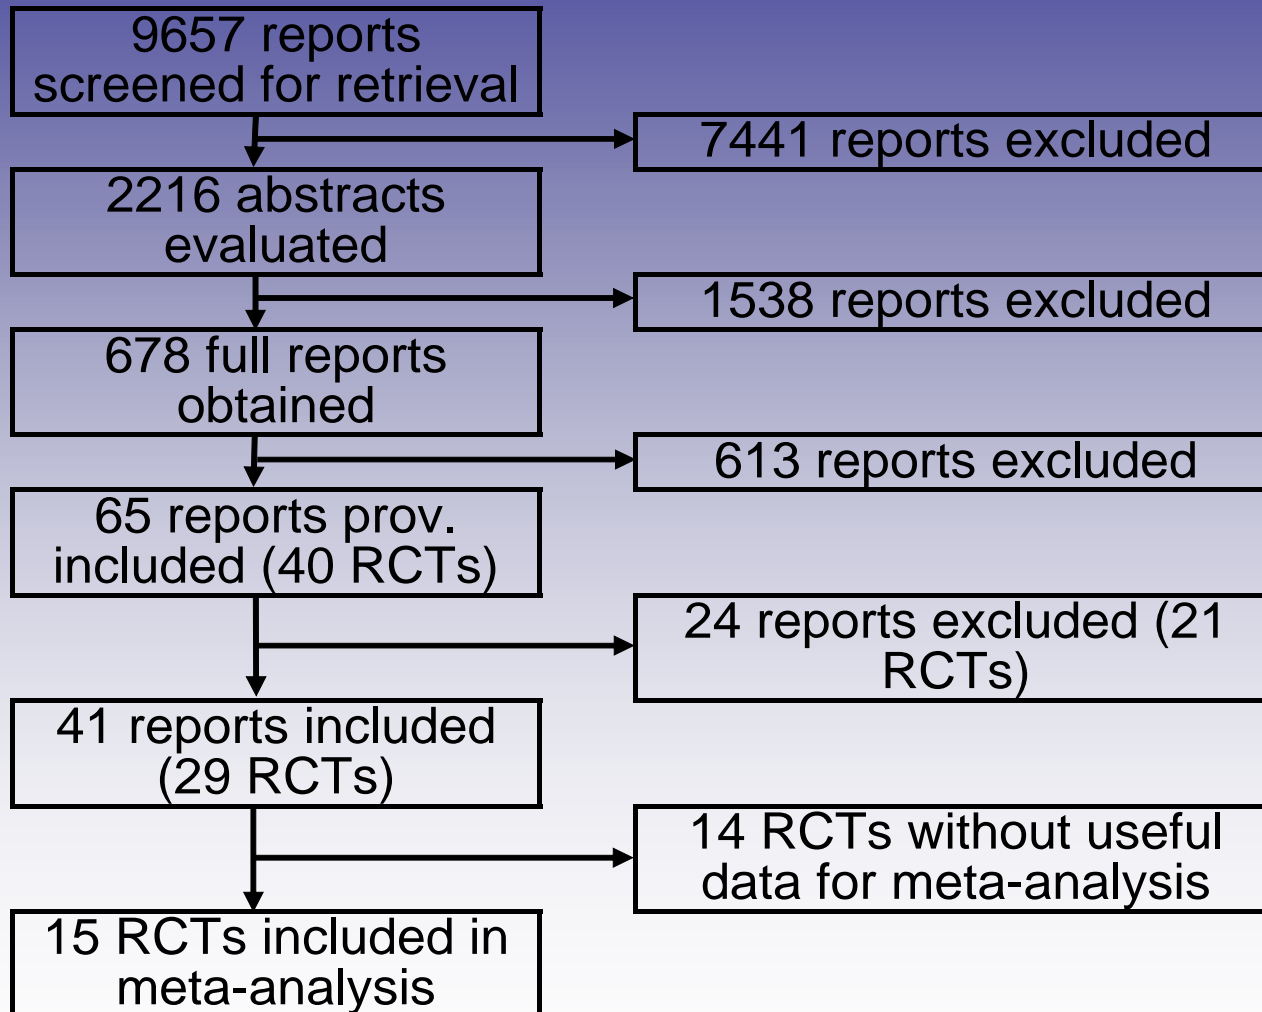 9657 reports
screened for retrieval
7441 reports excluded
2216 abstracts
evaluated
1538 reports excluded
678 full reports
obtained
613 reports excluded
65 reports prov.
included (40 RCTs)
24 reports excluded (21
RCTs)
41 reports included
(29 RCTs)
14 RCTs without useful
data for meta-analysis
15 RCTs included in
meta-analysis